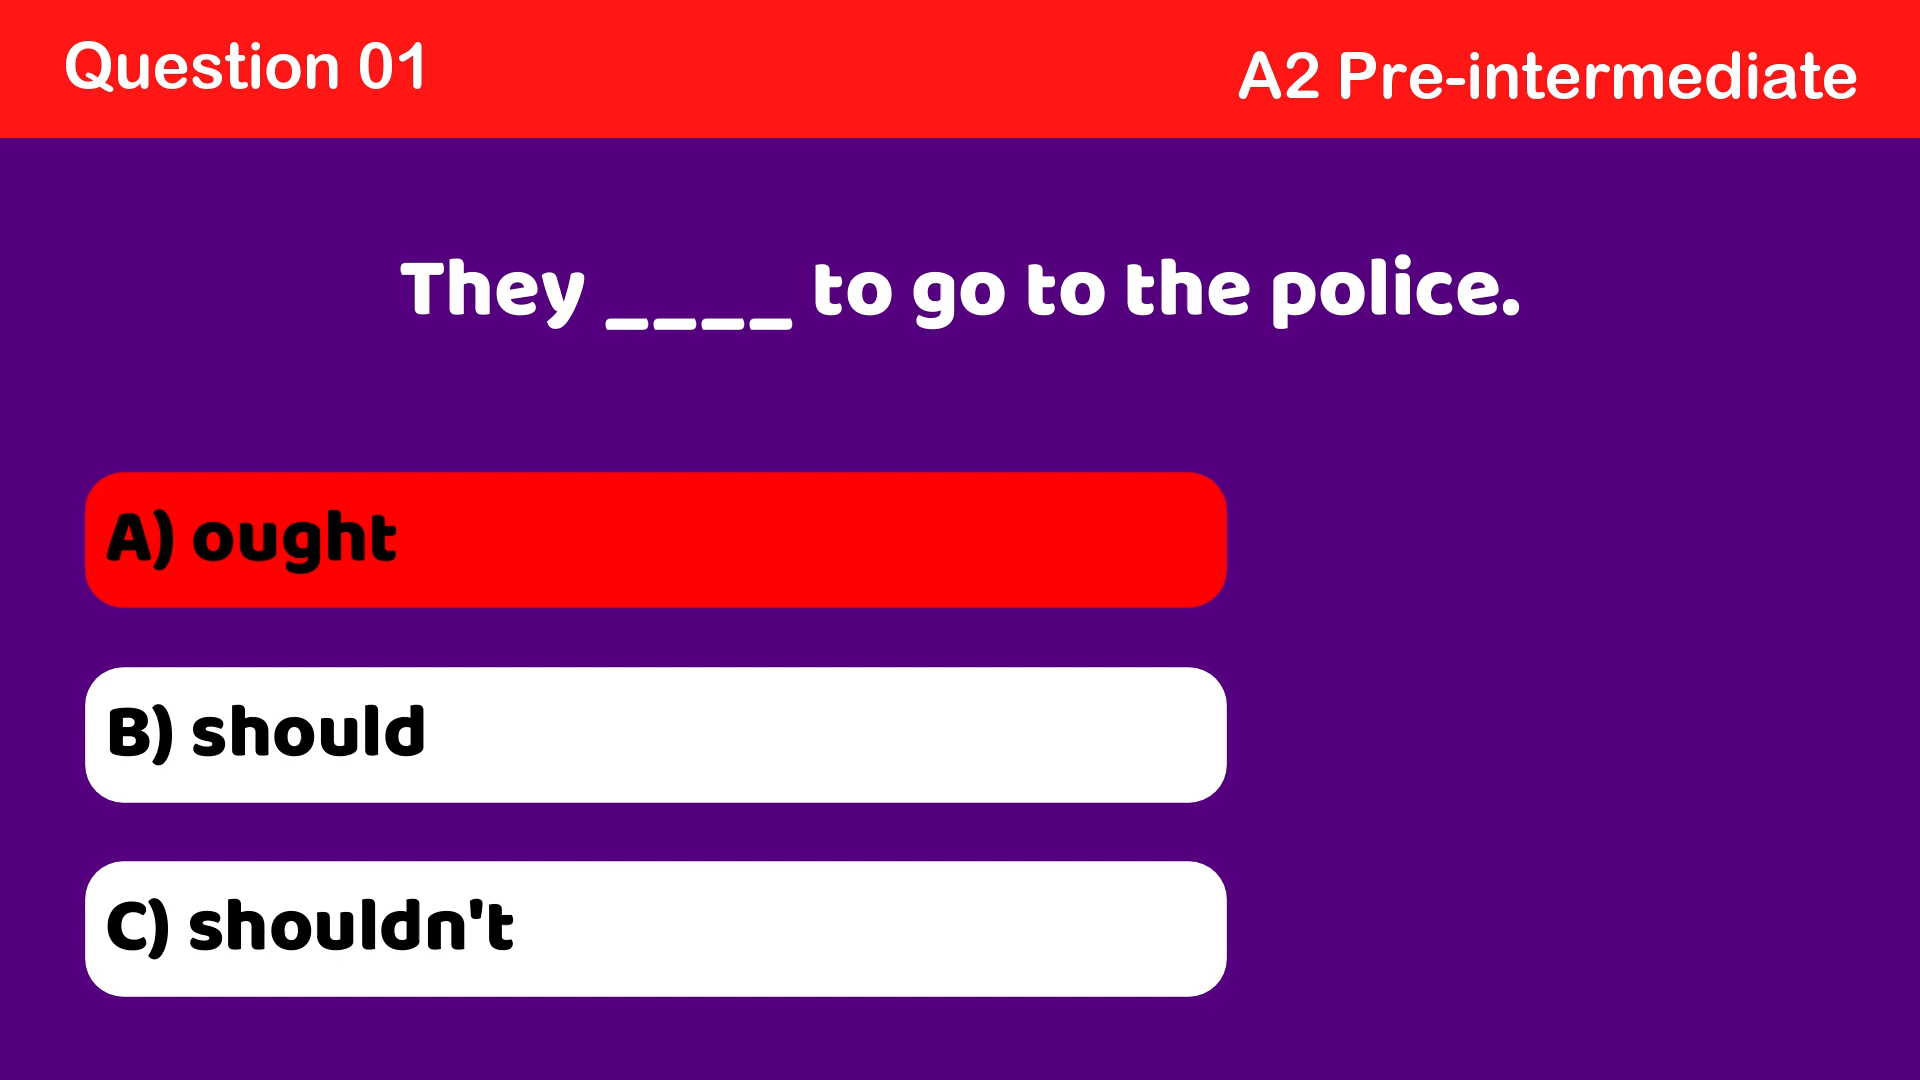 Question 01
A2 Pre-intermediate
They ____ to go to the police.
A) ought
B) should
C) shouldn't